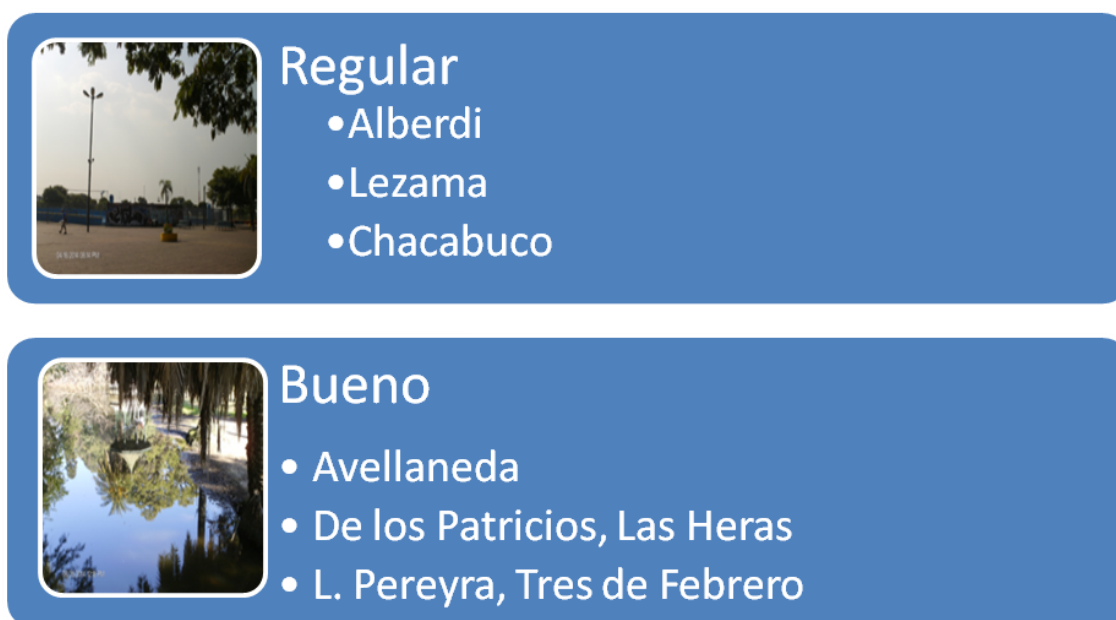 Regular
•Alberdi
•Lezama
•Chacabuco
Bueno
• Avellaneda
• De los Patricios, Las Heras
• L. Pereyra, Tres de Febrero